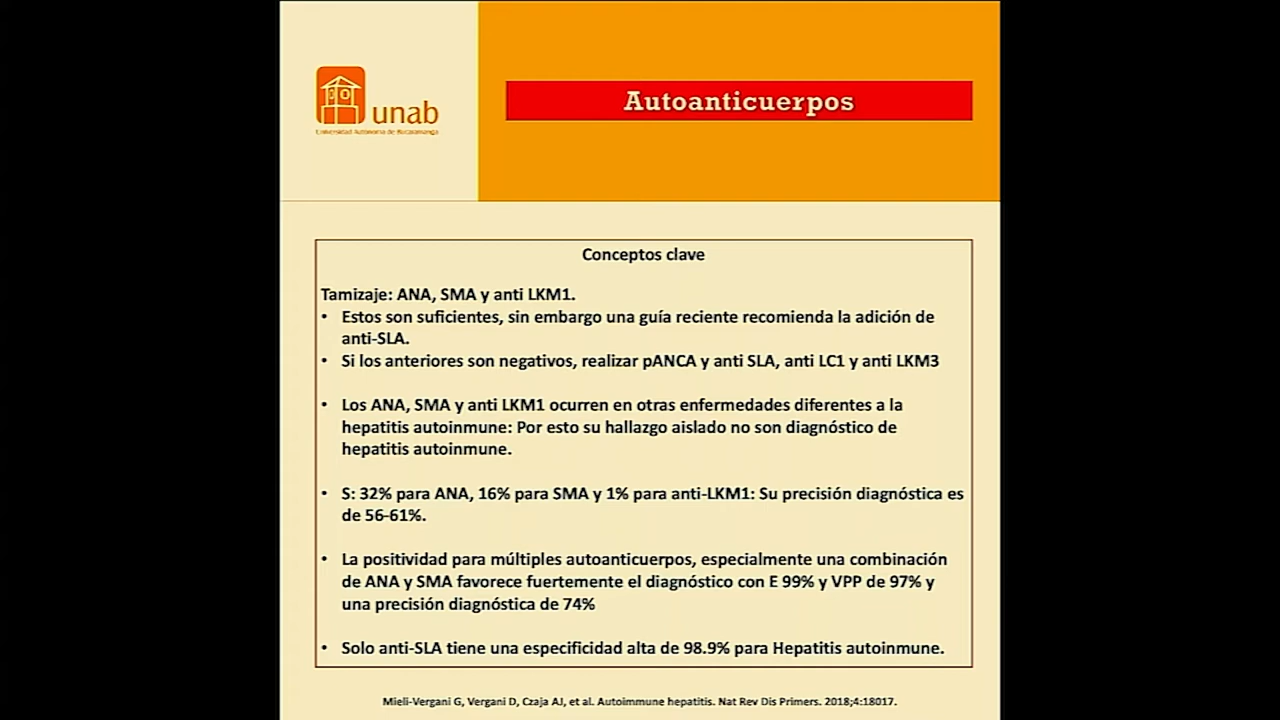 unab
Universidad Autónoma de Bucaramanga
Autoanticuerpos
Conceptos clave
Tamizaje: ANA, SMA y anti LKM1.
• Estos son suficientes, sin embargo una guía reciente recomienda la adición de
anti-SLA.
• Si los anteriores son negativos, realizar pANCA y anti SLA, anti LC1 y anti LKM3
• Los ANA, SMA y anti LKM1 ocurren en otras enfermedades diferentes a la
hepatitis autoinmune: Por esto su hallazgo aislado no son diagnóstico de
hepatitis autoinmune.
• S: 32% para ANA, 16% para SMA y 1% para anti-LKM1: Su precisión diagnóstica es
de 56-61%.
• La positividad para múltiples autoanticuerpos, especialmente una combinación
de ANA y SMA favorece fuertemente el diagnóstico con E 99% y VPP de 97% y
una precisión diagnóstica de 74%
• Solo anti-SLA tiene una especificidad alta de 98.9% para Hepatitis autoinmune.
Mieli-Vergani G, Vergani D, Czaja AJ, et al. Autoimmune hepatitis. Nat Rev Dis Primers. 2018;4:18017.